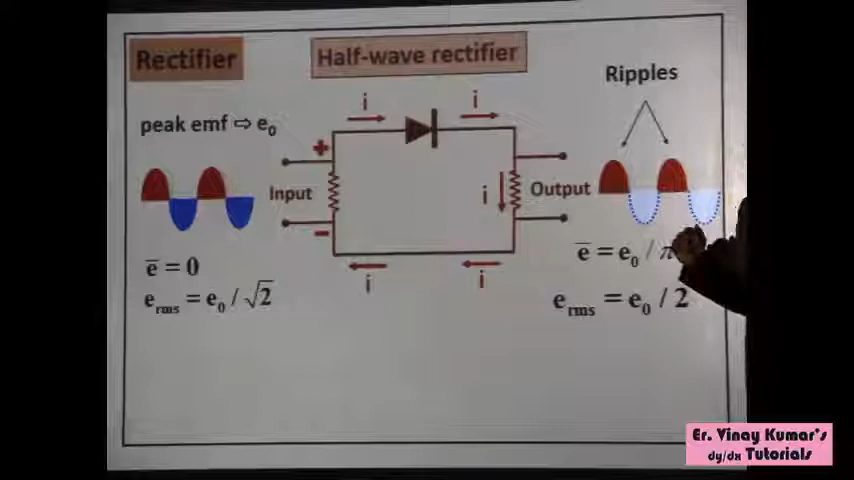 Rectifier
Half-wave rectifier
Ripples
peak emf ⇒ e₀
i
i
+
Input
i
Output
−
i
i
e̅ = 0
eᵣₘₛ = e₀ / √2
e̅ = e₀ / π
eᵣₘₛ = e₀ / 2
Er. Vinay Kumar's
dy/dx Tutorials